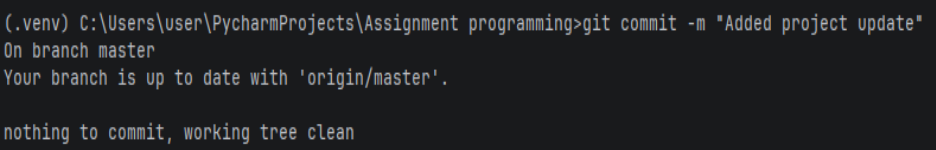 (.venv) C:\Users\user\PycharmProjects\Assignment programming>git commit -m "Added project update"
On branch master
Your branch is up to date with 'origin/master'.
nothing to commit, working tree clean